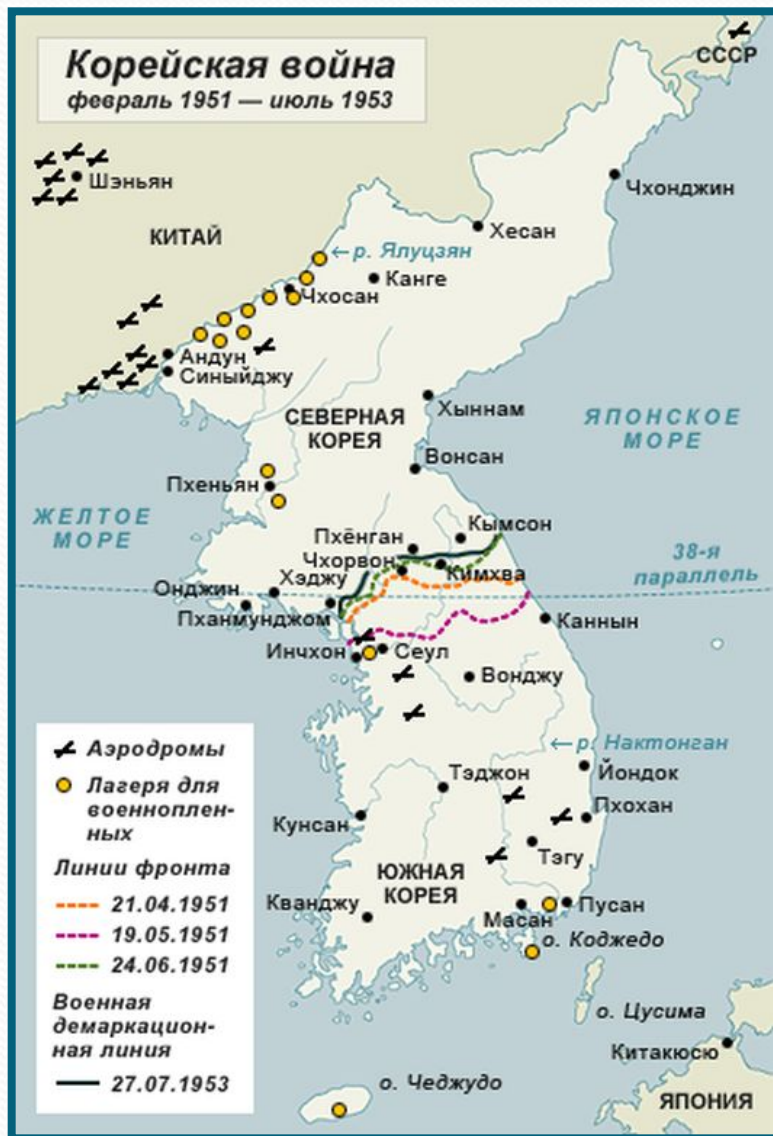 Корейская война
февраль 1951 — июль 1953
СССР
Шэньян
Чхонджин
КИТАЙ
Хесан
← р. Ялуцзян
Канге
Чхосан
Андун
Синыйджу
СЕВЕРНАЯ
КОРЕЯ
Хыннам
ЯПОНСКОЕ
МОРЕ
Вонсан
Пхеньян
ЖЕЛТОЕ
МОРЕ
Кымсон
Пхёнган
Чхорвон
Кимхва
38-я
параллель
Хэджу
Онджин
Пханмунджом
Каннын
Инчхон
Сеул
Вонджу
← р. Нактонган
Йондок
Тэджон
Пхохан
Кунсан
Тэгу
ЮЖНАЯ
КОРЕЯ
Кванджу
Масан
Пусан
о. Коджедо
о. Цусима
Китакюсю
о. Чеджудо
ЯПОНИЯ
Аэродромы
Лагеря для
военноплен-
ных
Линии фронта
21.04.1951
19.05.1951
24.06.1951
Военная
демаркацион-
ная линия
27.07.1953